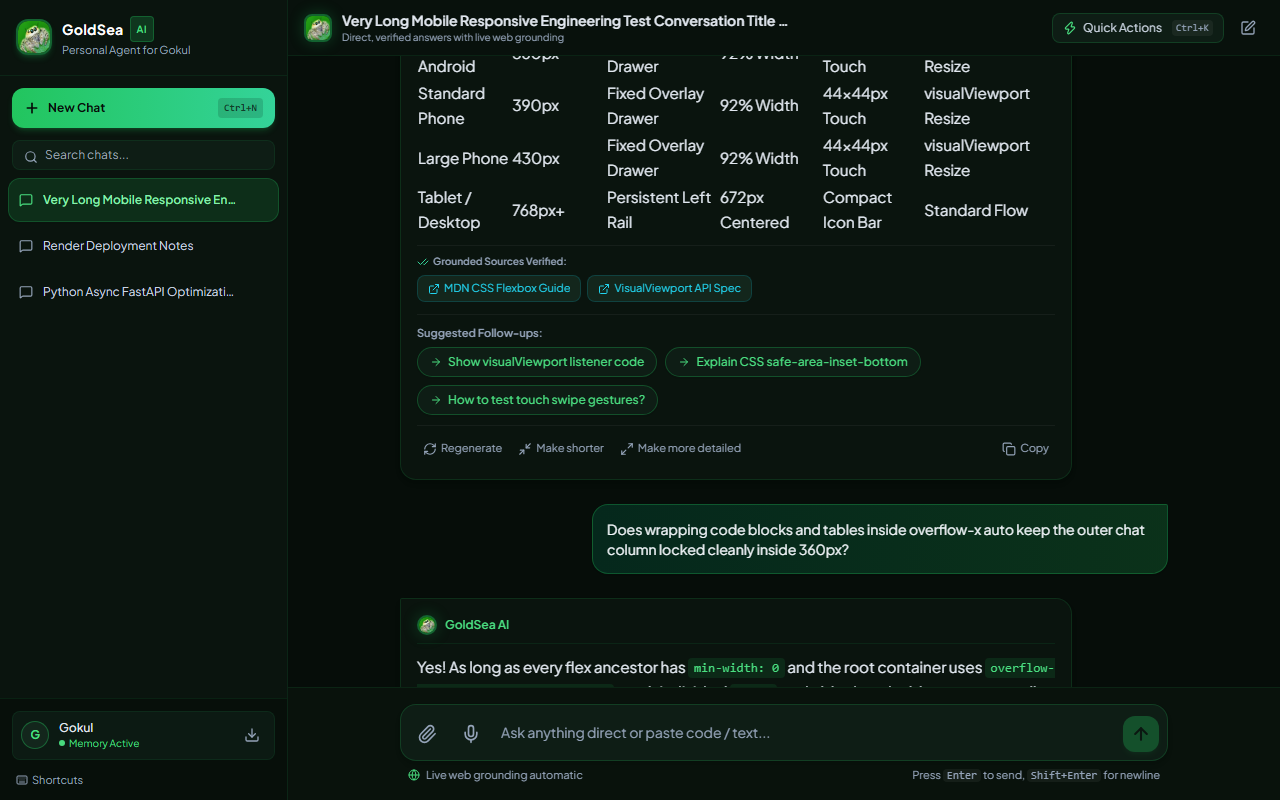 GoldSea AI
Personal Agent for Gokul
New Chat Ctrl+N
Search chats...
Very Long Mobile Responsive En...
Render Deployment Notes
Python Async FastAPI Optimizati...
G
Gokul
Memory Active
Shortcuts
Very Long Mobile Responsive Engineering Test Conversation Title ...
Direct, verified answers with live web grounding
Quick Actions Ctrl+K
Android Drawer Touch Resize
Standard Fixed Overlay 44×44px visualViewport
390px 92% Width
Phone Drawer Touch Resize
Fixed Overlay 44×44px visualViewport
Large Phone 430px 92% Width
Drawer Touch Resize
Tablet / Persistent Left 672px Compact
768px+ Standard Flow
Desktop Rail Centered Icon Bar
Grounded Sources Verified:
MDN CSS Flexbox Guide VisualViewport API Spec
Suggested Follow-ups:
Show visualViewport listener code Explain CSS safe-area-inset-bottom
How to test touch swipe gestures?
Regenerate Make shorter Make more detailed Copy
Does wrapping code blocks and tables inside overflow-x auto keep the outer chat
column locked cleanly inside 360px?
GoldSea AI
Yes! As long as every flex ancestor has min-width: 0 and the root container uses overflow-
Ask anything direct or paste code / text...
Live web grounding automatic Press Enter to send, Shift+Enter for newline